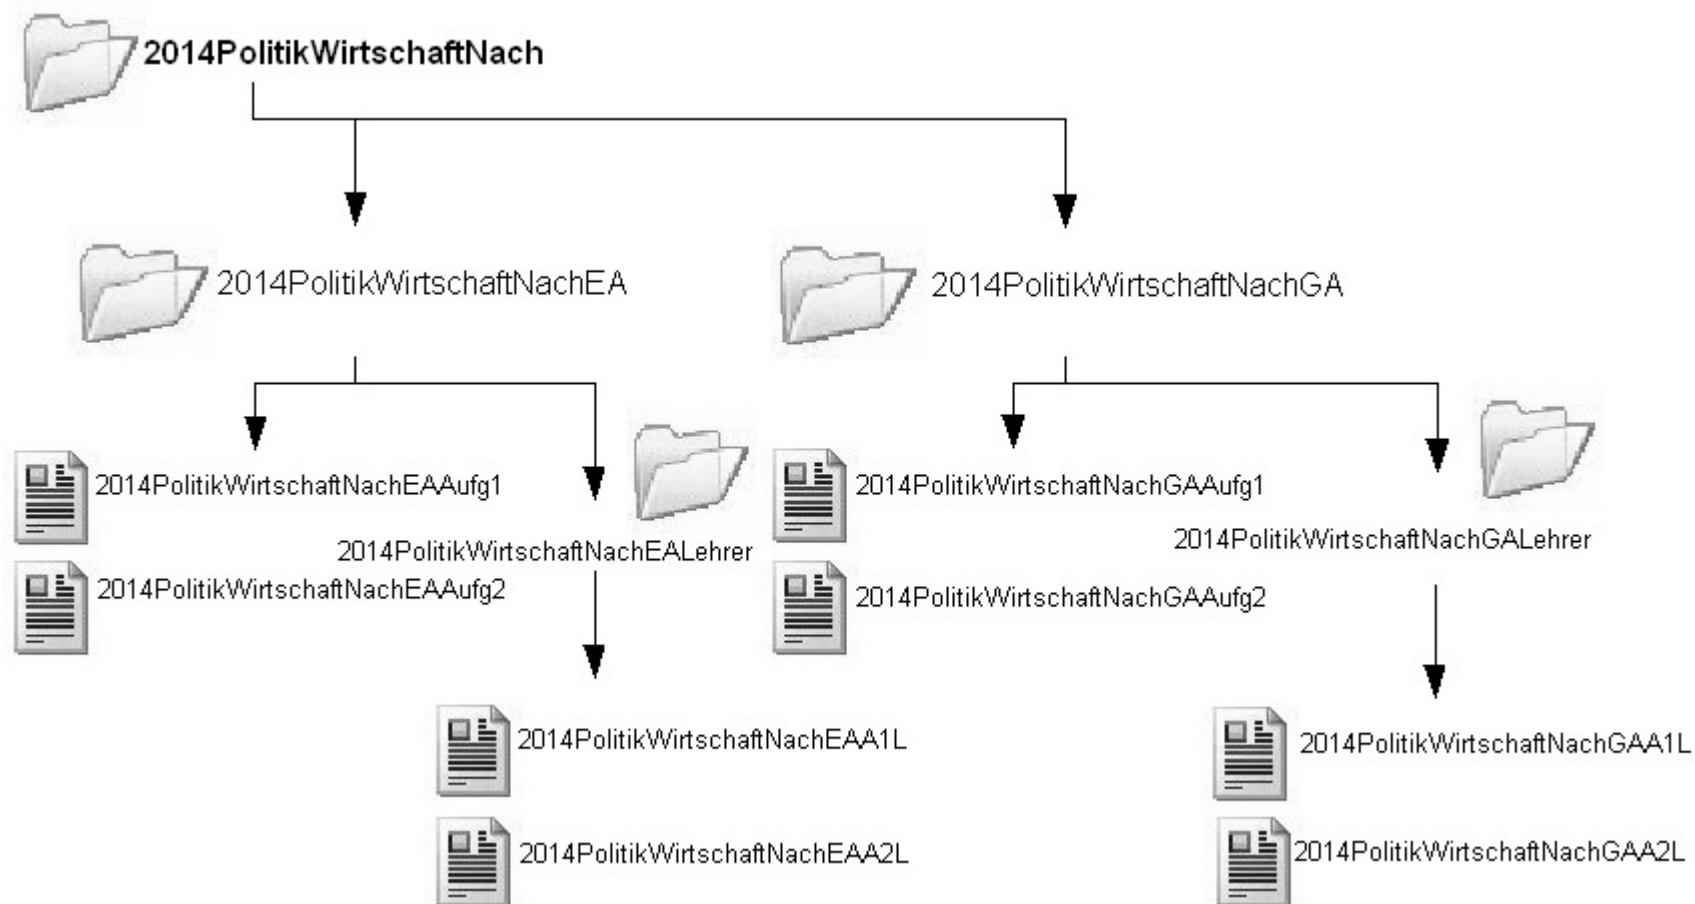 2014PolitikWirtschaftNach
2014PolitikWirtschaftNachEA
2014PolitikWirtschaftNachGA
2014PolitikWirtschaftNachEAAufg1
2014PolitikWirtschaftNachGAAufg1
2014PolitikWirtschaftNachEALehrer
2014PolitikWirtschaftNachGALehrer
2014PolitikWirtschaftNachEAAufg2
2014PolitikWirtschaftNachGAAufg2
2014PolitikWirtschaftNachEAA1L
2014PolitikWirtschaftNachGAA1L
2014PolitikWirtschaftNachEAA2L
2014PolitikWirtschaftNachGAA2L